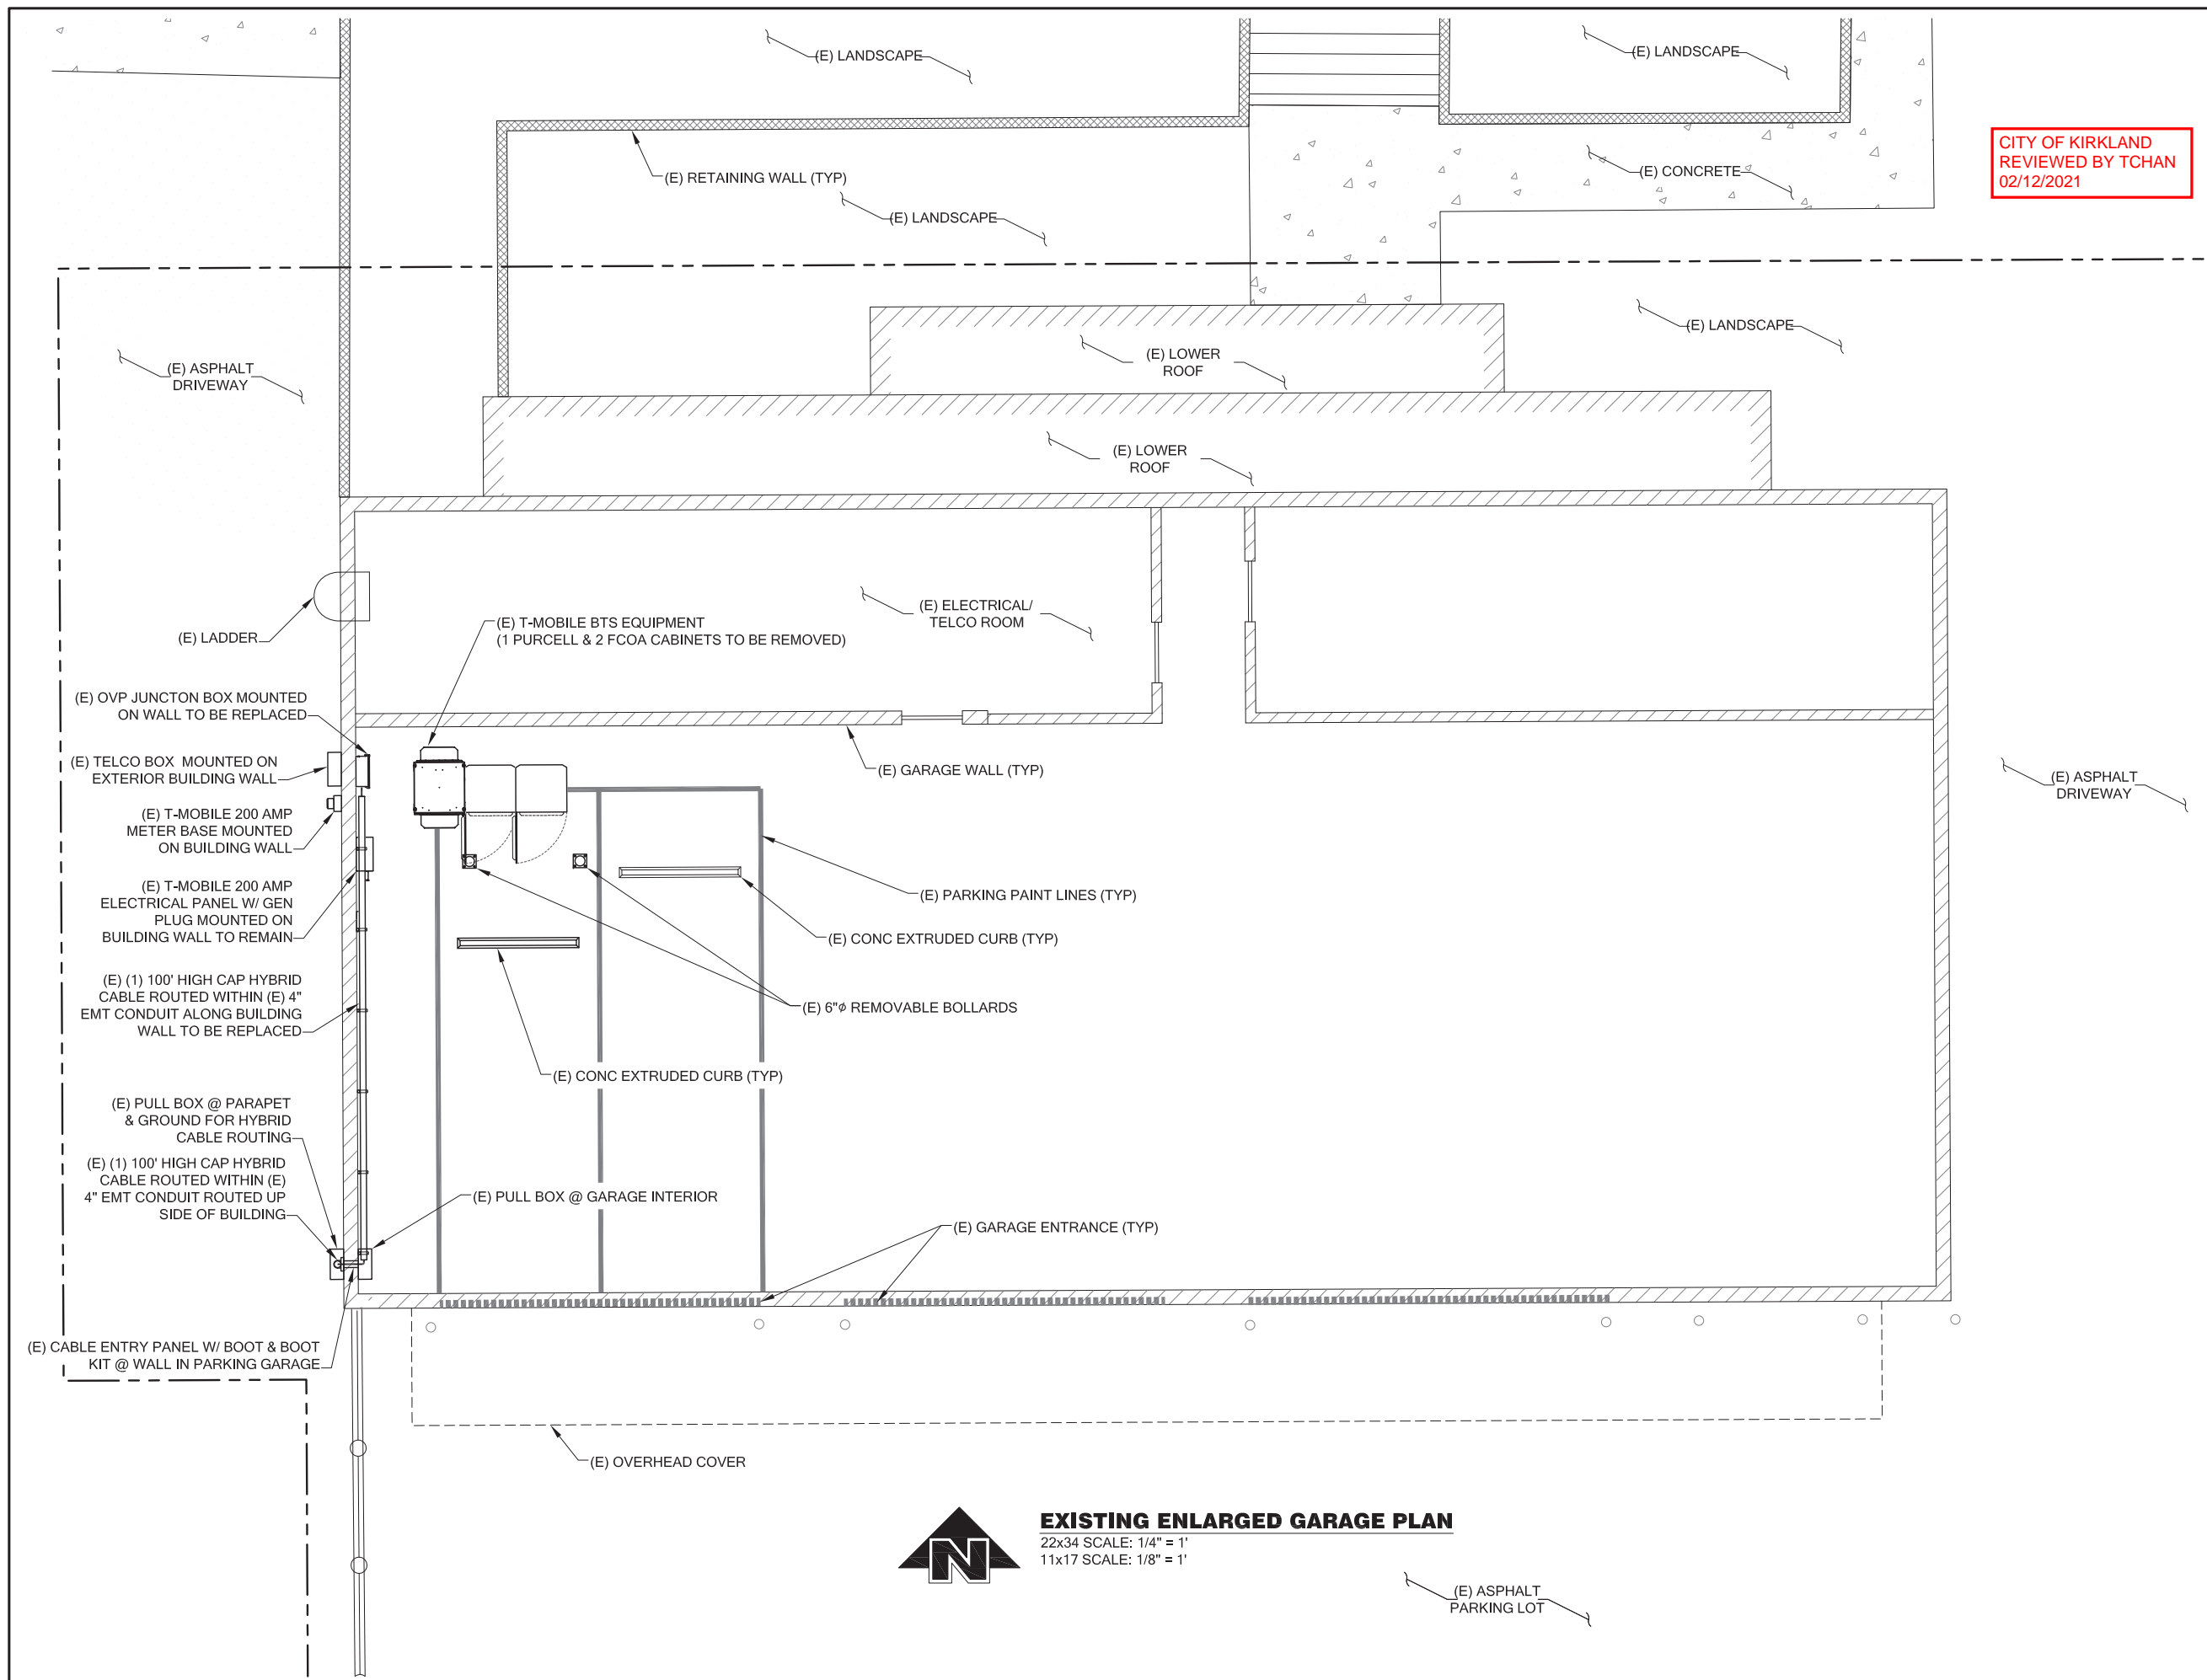 (E) LANDSCAPE
(E) LANDSCAPE
CITY OF KIRKLAND
REVIEWED BY TCHAN
02/12/2021
(E) RETAINING WALL (TYP)
(E) CONCRETE
(E) LANDSCAPE
(E) LANDSCAPE
(E) ASPHALT
DRIVEWAY
(E) LOWER
ROOF
(E) LOWER
ROOF
(E) ELECTRICAL/
TELCO ROOM
(E) LADDER
(E) T-MOBILE BTS EQUIPMENT
(1 PURCELL & 2 FCOA CABINETS TO BE REMOVED)
(E) OVP JUNCTON BOX MOUNTED
ON WALL TO BE REPLACED
(E) TELCO BOX MOUNTED ON
EXTERIOR BUILDING WALL
(E) GARAGE WALL (TYP)
(E) ASPHALT
DRIVEWAY
(E) T-MOBILE 200 AMP
METER BASE MOUNTED
ON BUILDING WALL
(E) T-MOBILE 200 AMP
ELECTRICAL PANEL W/ GEN
PLUG MOUNTED ON
BUILDING WALL TO REMAIN
(E) PARKING PAINT LINES (TYP)
(E) CONC EXTRUDED CURB (TYP)
(E) (1) 100' HIGH CAP HYBRID
CABLE ROUTED WITHIN (E) 4"
EMT CONDUIT ALONG BUILDING
WALL TO BE REPLACED
(E) 6"⌀ REMOVABLE BOLLARDS
(E) CONC EXTRUDED CURB (TYP)
(E) PULL BOX @ PARAPET
& GROUND FOR HYBRID
CABLE ROUTING
(E) (1) 100' HIGH CAP HYBRID
CABLE ROUTED WITHIN (E)
4" EMT CONDUIT ROUTED UP
SIDE OF BUILDING
(E) PULL BOX @ GARAGE INTERIOR
(E) GARAGE ENTRANCE (TYP)
(E) CABLE ENTRY PANEL W/ BOOT & BOOT
KIT @ WALL IN PARKING GARAGE
(E) OVERHEAD COVER
N
EXISTING ENLARGED GARAGE PLAN
22x34 SCALE: 1/4" = 1'
11x17 SCALE: 1/8" = 1'
(E) ASPHALT
PARKING LOT